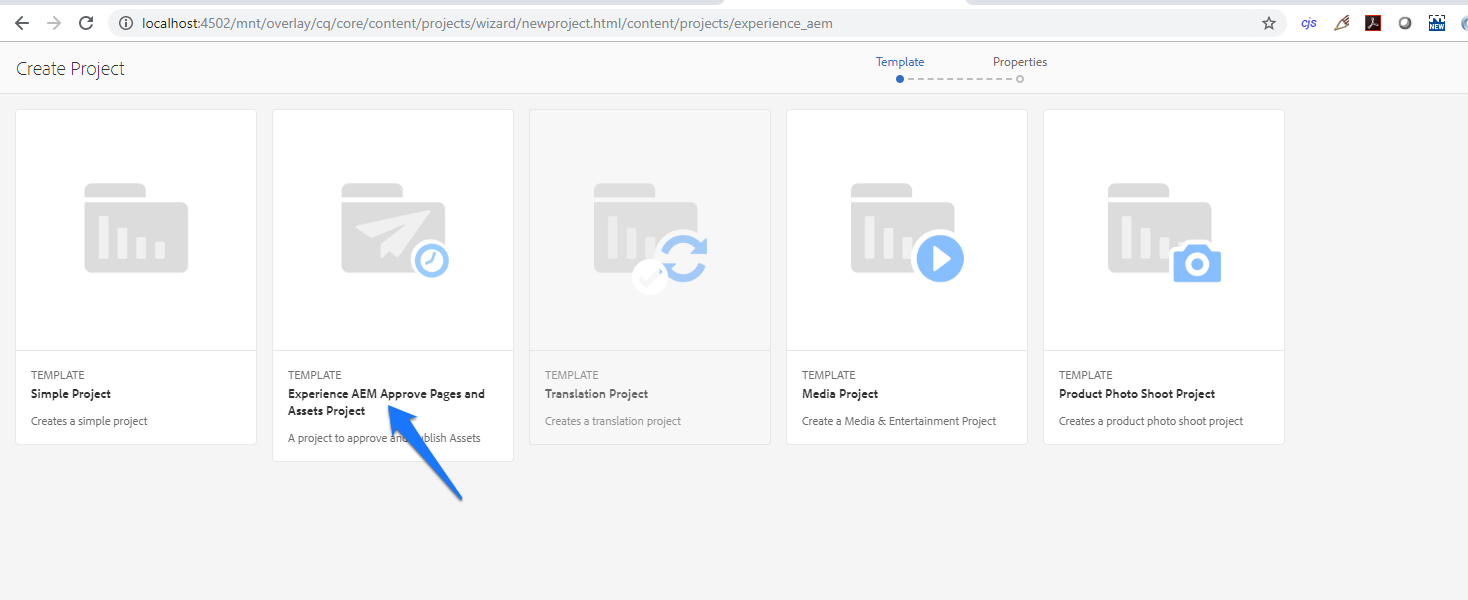 localhost:4502/mnt/overlay/cq/core/content/projects/wizard/newproject.html/content/projects/experience_aem
cjs
NEW
Create Project
Template
Properties
TEMPLATE
Simple Project
Creates a simple project
TEMPLATE
Experience AEM Approve Pages and
Assets Project
A project to approve and publish Assets
TEMPLATE
Translation Project
Creates a translation project
TEMPLATE
Media Project
Create a Media & Entertainment Project
TEMPLATE
Product Photo Shoot Project
Creates a product photo shoot project